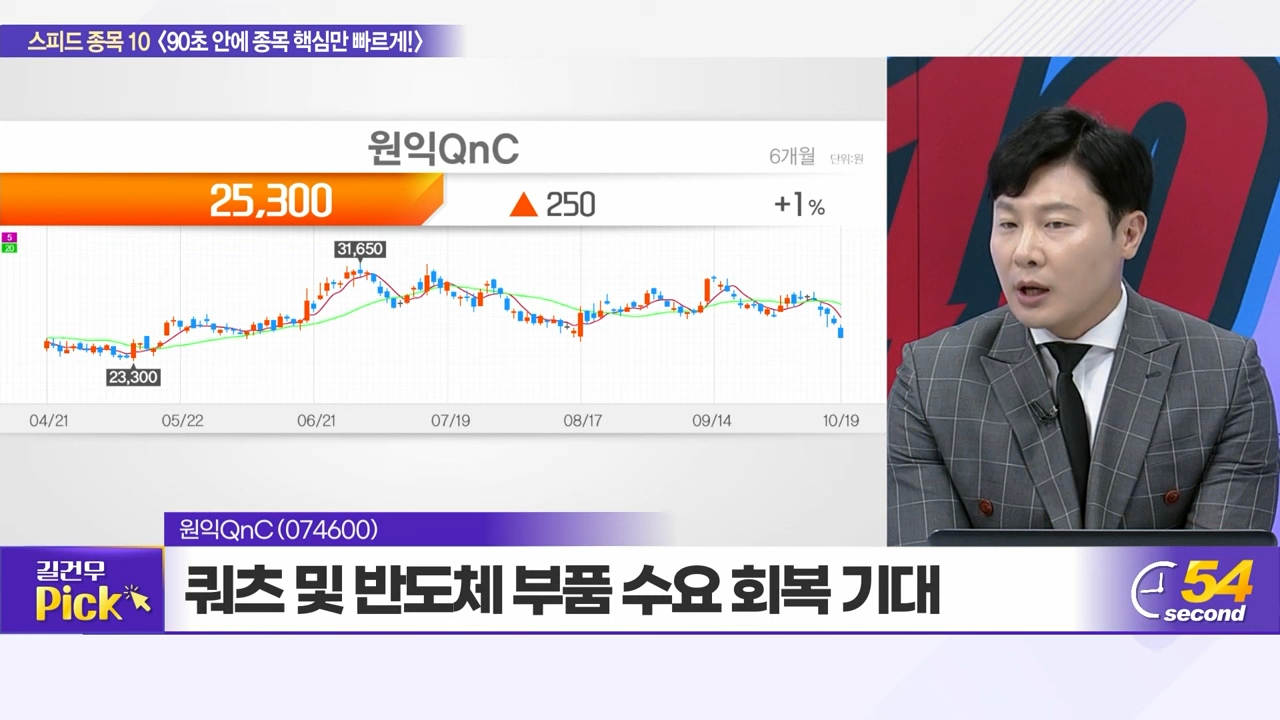 스피드 종목 10 〈90초 안에 종목 핵심만 빠르게!〉
원익QnC
6개월 단위:원
25,300 ▲ 250 +1%
5
20
31,650
23,300
04/21 05/22 06/21 07/19 08/17 09/14 10/19
원익QnC (074600)
길건무
Pick
쿼츠 및 반도체 부품 수요 회복 기대
54
second